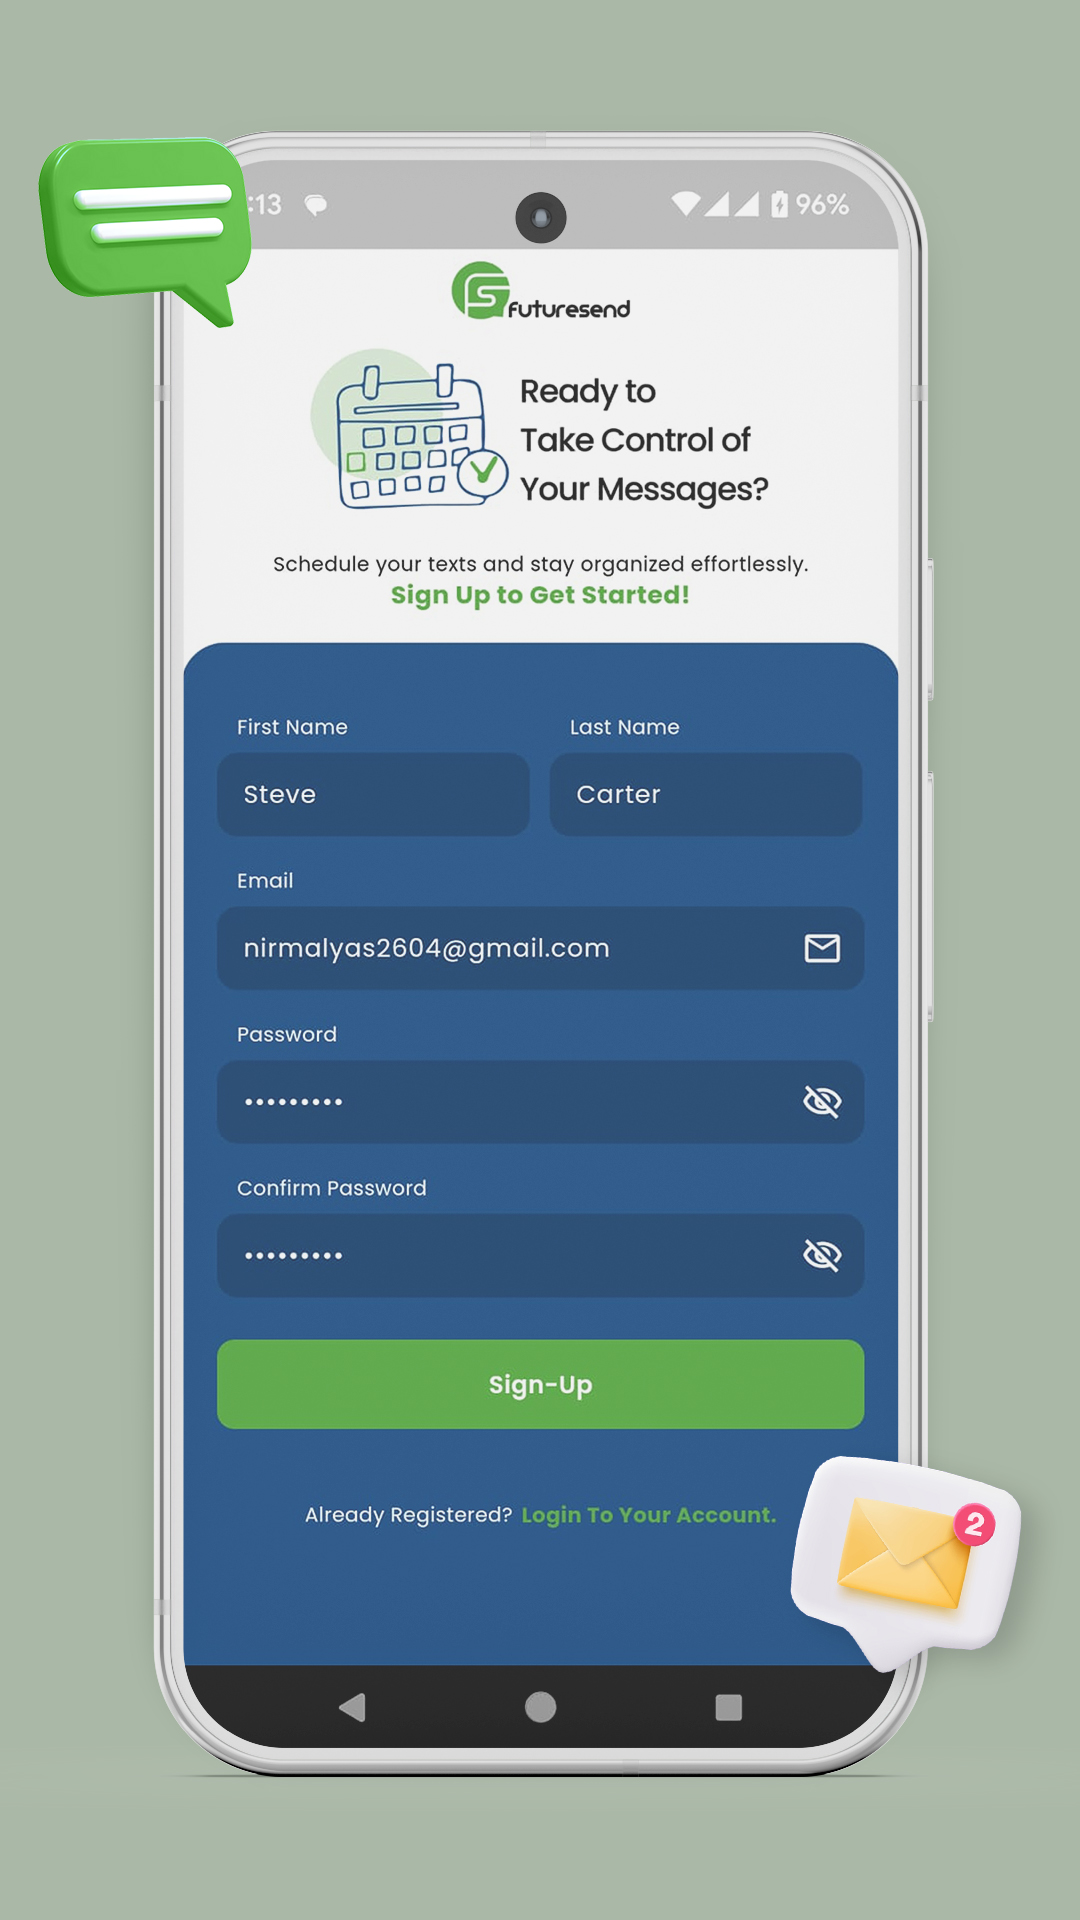 :13
96%
futuresend
Ready to
Take Control of
Your Messages?
Schedule your texts and stay organized effortlessly.
Sign Up to Get Started!
First Name
Last Name
Steve
Carter
Email
nirmalyas2604@gmail.com
Password
•••••••••
Confirm Password
•••••••••
Sign-Up
Already Registered? Login To Your Account.
2